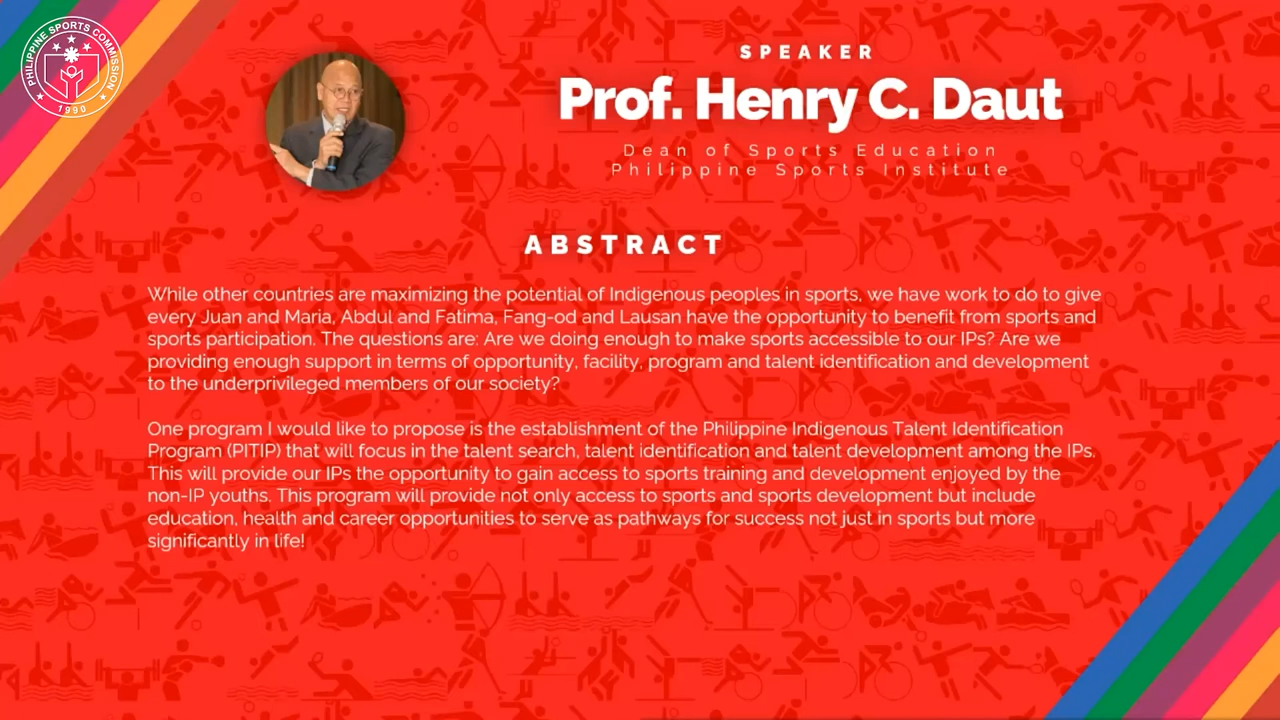 PHILIPPINE SPORTS COMMISSION
1990
SPEAKER
Prof. Henry C. Daut
Dean of Sports Education
Philippine Sports Institute
ABSTRACT
While other countries are maximizing the potential of Indigenous peoples in sports, we have work to do to give
every Juan and Maria, Abdul and Fatima, Fang-od and Lausan have the opportunity to benefit from sports and
sports participation. The questions are: Are we doing enough to make sports accessible to our IPs? Are we
providing enough support in terms of opportunity, facility, program and talent identification and development
to the underprivileged members of our society?
One program I would like to propose is the establishment of the Philippine Indigenous Talent Identification
Program (PITIP) that will focus in the talent search, talent identification and talent development among the IPs.
This will provide our IPs the opportunity to gain access to sports training and development enjoyed by the
non-IP youths. This program will provide not only access to sports and sports development but include
education, health and career opportunities to serve as pathways for success not just in sports but more
significantly in life!